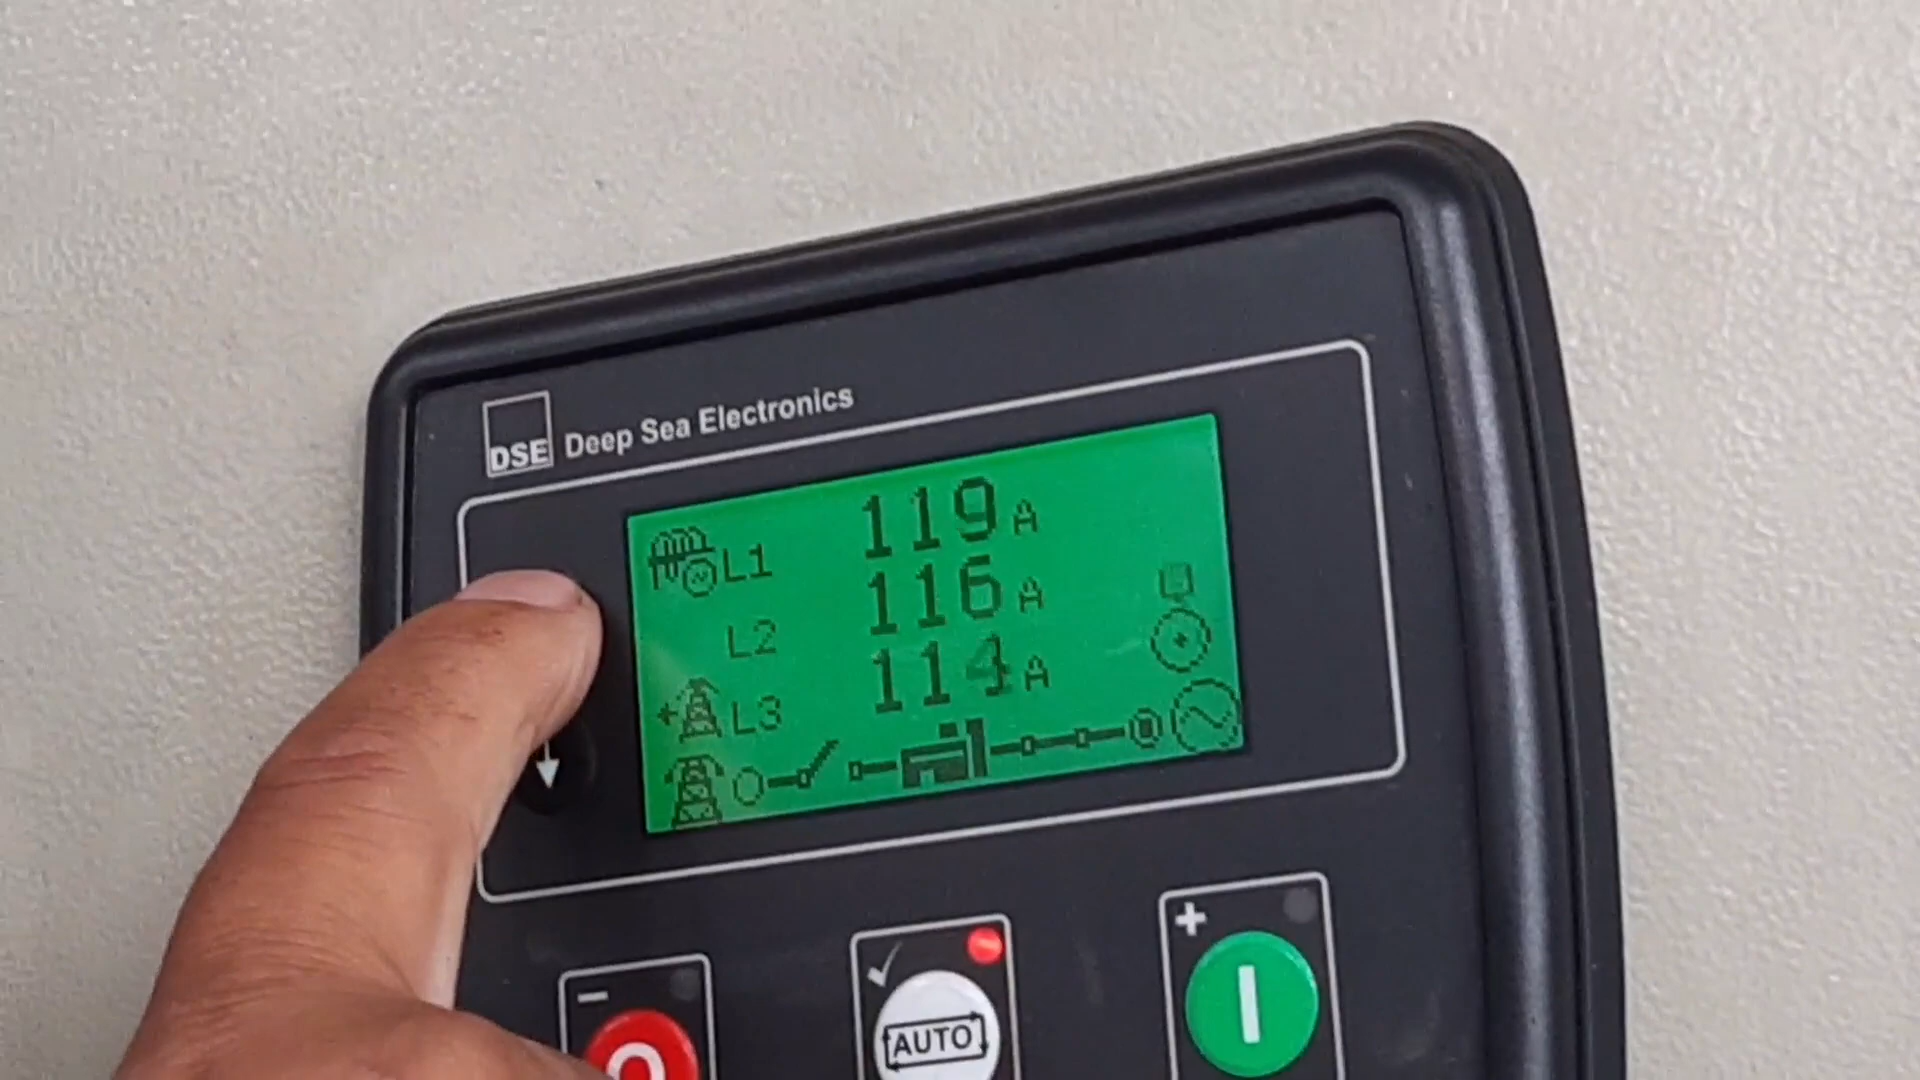 DSE Deep Sea Electronics
L1 119 A
L2 116 A
L3 114 A
AUTO